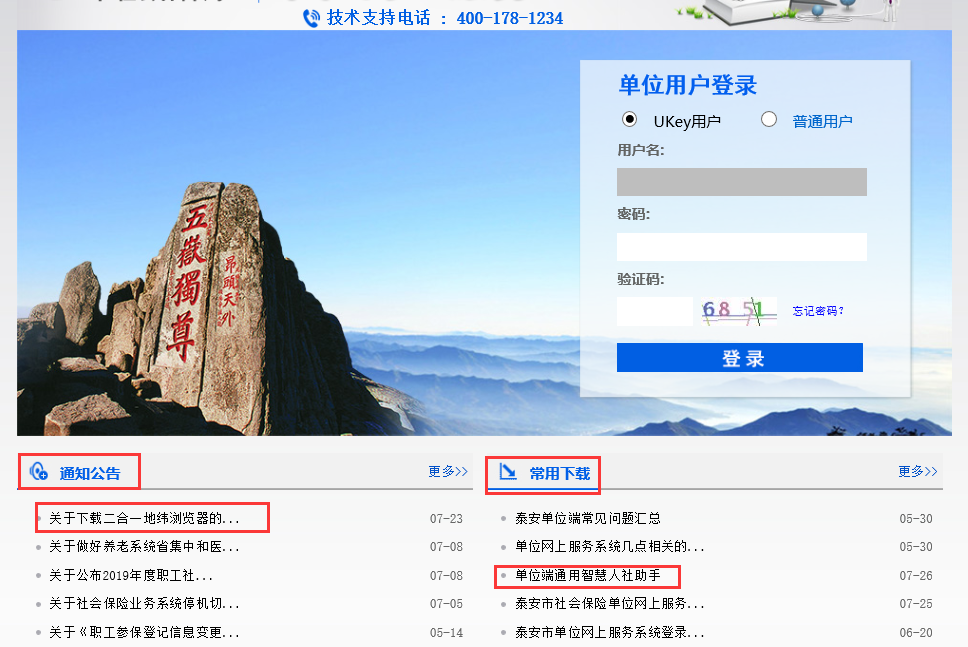 技术支持电话 : 400-178-1234
单位用户登录
UKey用户 普通用户
用户名:
密码:
验证码:
6851 忘记密码?
登 录
五嶽獨尊
昂頭天外
通知公告 更多>>
关于下载二合一地纬浏览器的... 07-23
关于做好养老系统省集中和医... 07-08
关于公布2019年度职工社... 07-08
关于社会保险业务系统停机切... 07-05
关于《职工参保登记信息变更... 05-14
常用下载 更多>>
泰安单位端常见问题汇总 05-30
单位网上服务系统几点相关的... 05-30
单位端通用智慧人社助手 07-26
泰安市社会保险单位网上服务... 07-25
泰安市单位网上服务系统登录... 06-20